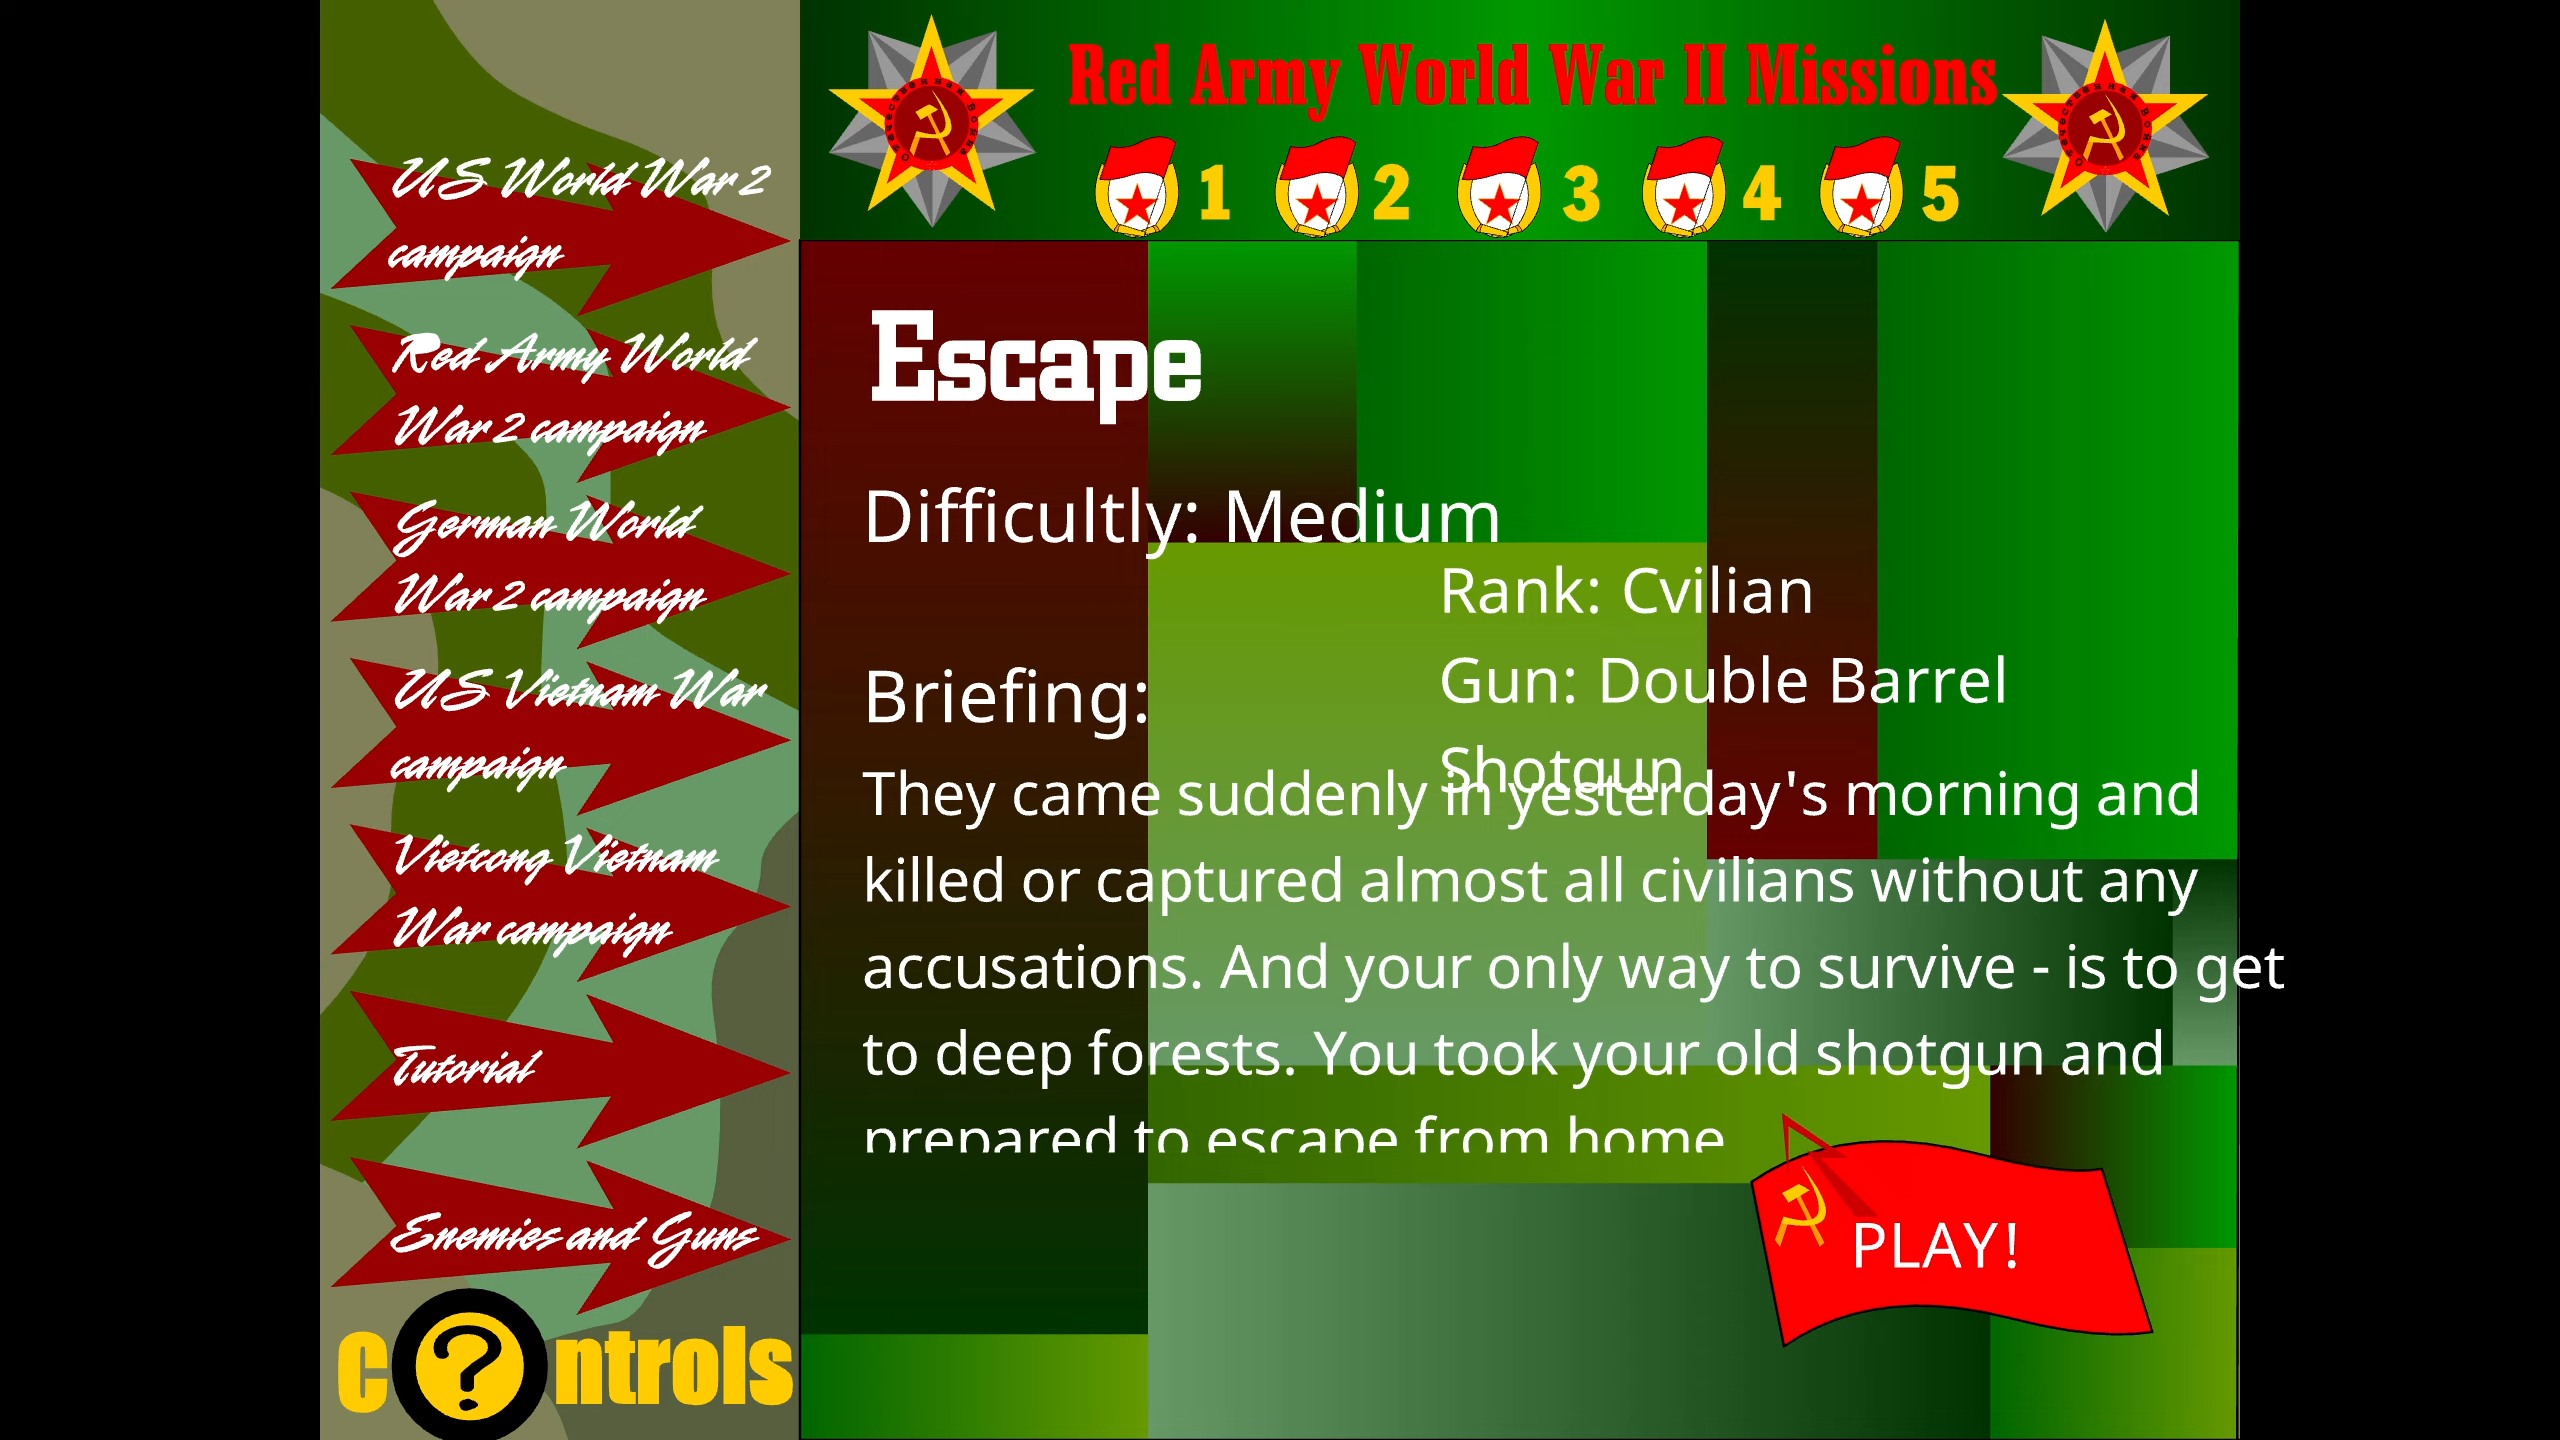 US World War 2
campaign
Red Army World
War 2 campaign
German World
War 2 campaign
US Vietnam War
campaign
Vietcong Vietnam
War campaign
Tutorial
Enemies and Guns
C?ntrols
Red Army World War II Missions
1 2 3 4 5
Escape
Difficultly: Medium
Rank: Cvilian
Gun: Double Barrel
Shotgun
Briefing:
They came suddenly in yesterday's morning and
killed or captured almost all civilians without any
accusations. And your only way to survive - is to get
to deep forests. You took your old shotgun and
prepared to escape from home
PLAY!